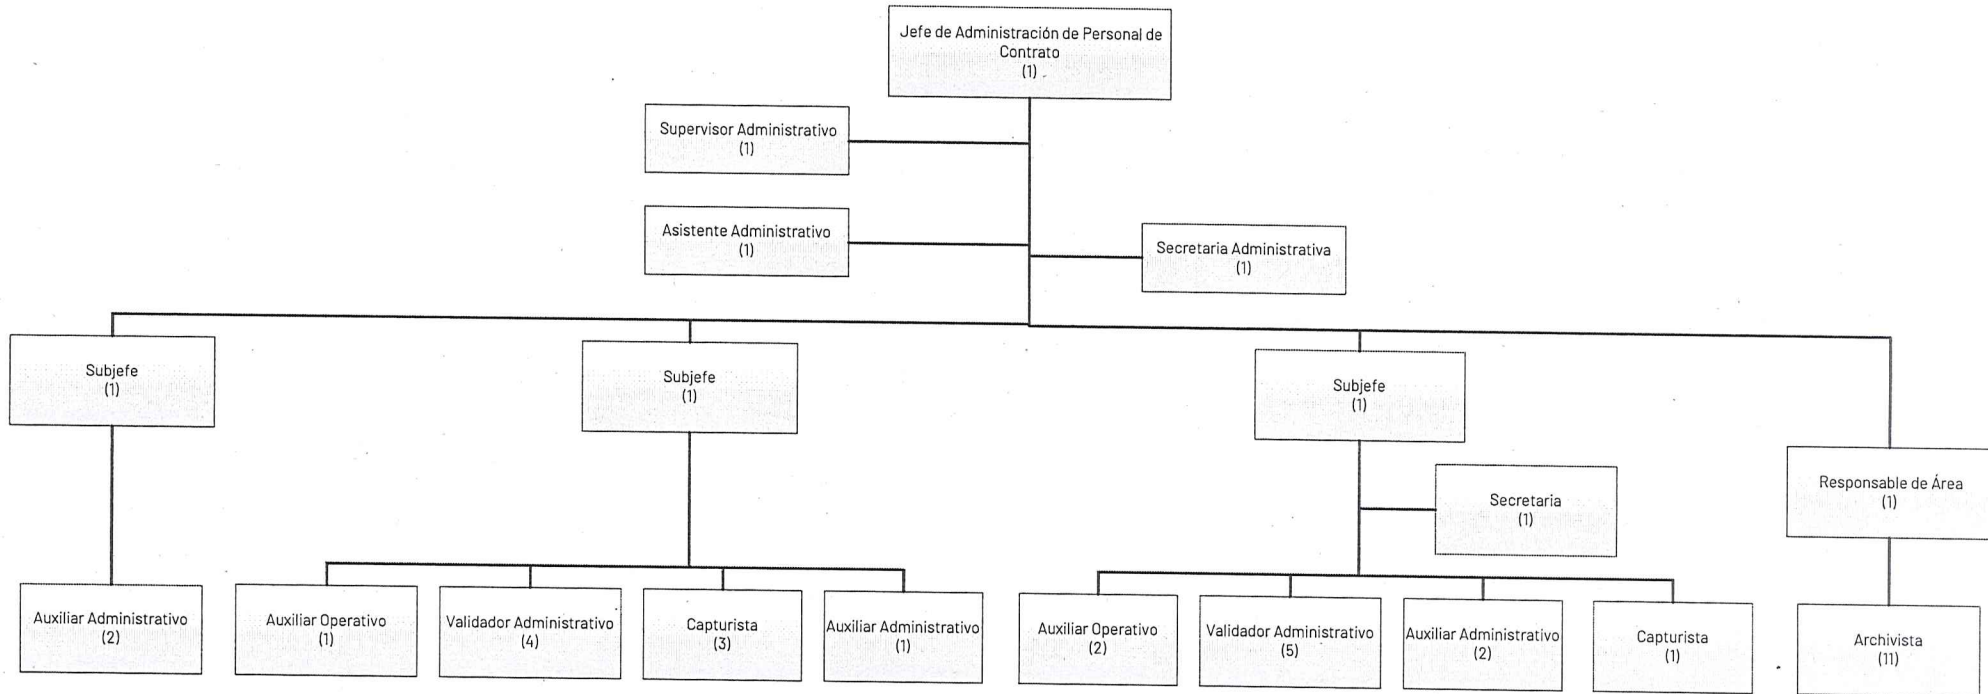 Jefe de Administración de Personal de
Contrato
(1)
Supervisor Administrativo
(1)
Asistente Administrativo
(1)
Secretaria Administrativa
(1)
Subjefe
(1)
Subjefe
(1)
Subjefe
(1)
Secretaria
(1)
Responsable de Área
(1)
Auxiliar Administrativo
(2)
Auxiliar Operativo
(1)
Validador Administrativo
(4)
Capturista
(3)
Auxiliar Administrativo
(1)
Auxiliar Operativo
(2)
Validador Administrativo
(5)
Auxiliar Administrativo
(2)
Capturista
(1)
Archivista
(11)